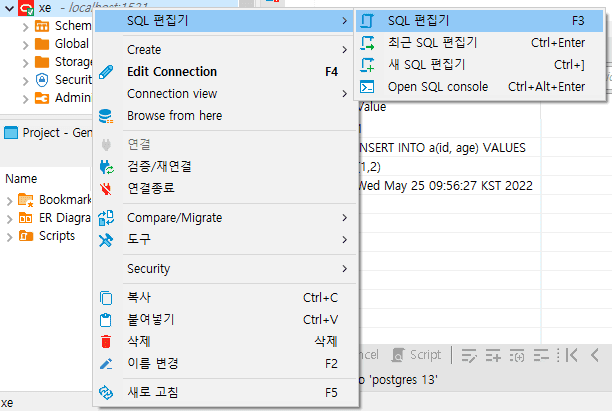 xe - localhost:1521
Schem
Global
Storag
Securit
Admin
Project - Gen
Name
Bookmark
ER Diagra
Scripts
xe
SQL 편집기
Create
Edit Connection F4
Connection view
Browse from here
연결
검증/재연결
연결종료
Compare/Migrate
도구
Security
복사 Ctrl+C
붙여넣기 Ctrl+V
삭제 삭제
이름 변경 F2
새로 고침 F5
SQL 편집기 F3
최근 SQL 편집기 Ctrl+Enter
새 SQL 편집기 Ctrl+]
Open SQL console Ctrl+Alt+Enter
Value
1
INSERT INTO a(id, age) VALUES
(1,2)
Wed May 25 09:56:27 KST 2022
ncel Script
o 'postgres 13'